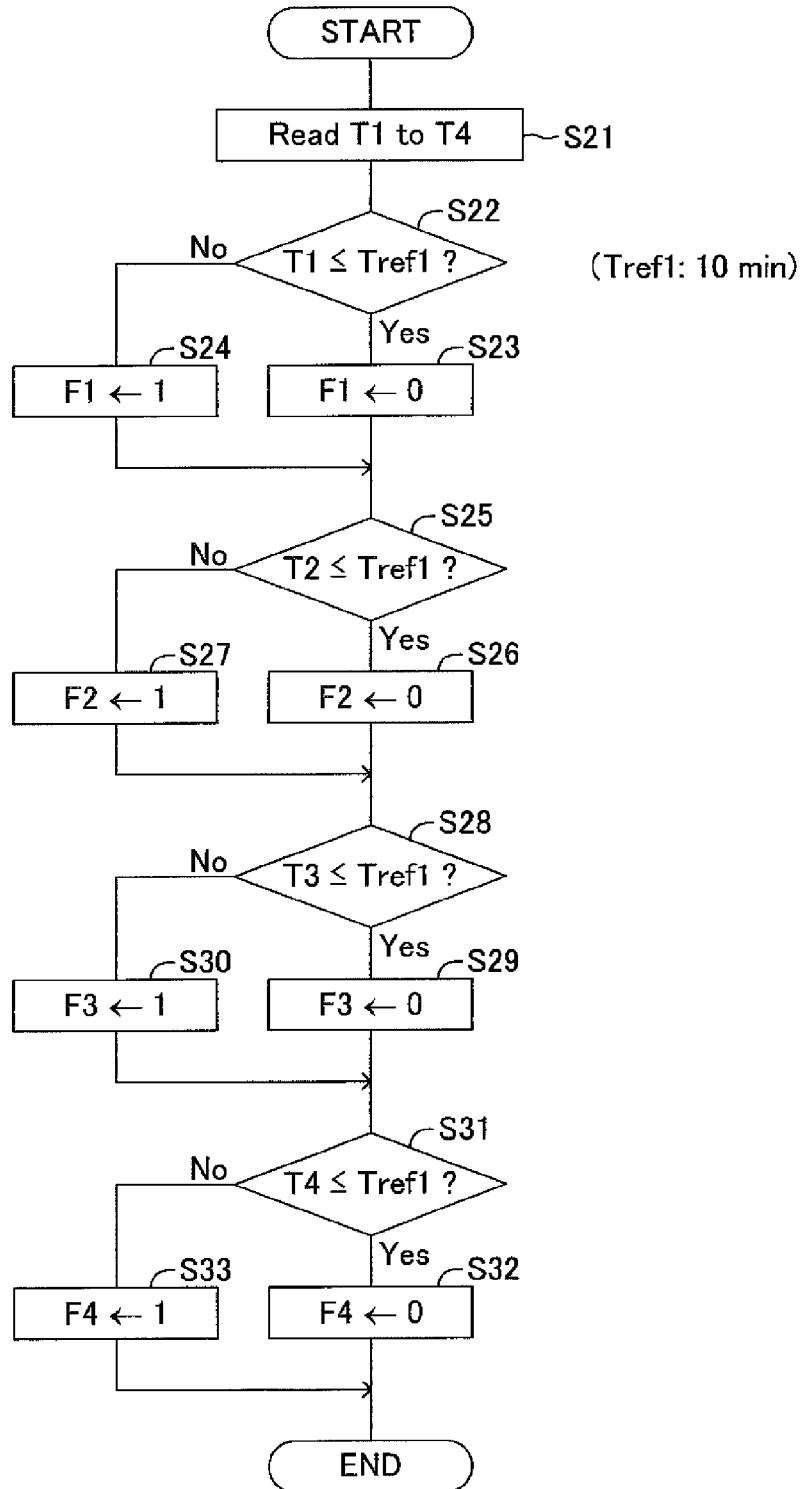 START
Read T1 to T4
S21
S22
No
T1 ≦ Tref1 ?
(Tref1: 10 min)
Yes
S24
S23
F1 ← 1
F1 ← 0
S25
No
T2 ≦ Tref1 ?
Yes
S27
S26
F2 ← 1
F2 ← 0
S28
No
T3 ≦ Tref1 ?
Yes
S30
S29
F3 ← 1
F3 ← 0
S31
No
T4 ≦ Tref1 ?
Yes
S33
S32
F4 ← 1
F4 ← 0
END